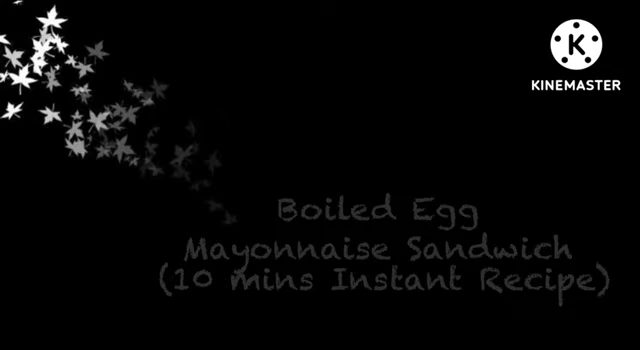 K
KINEMASTER
Boiled Egg
Mayonnaise Sandwich
(10 mins Instant Recipe)